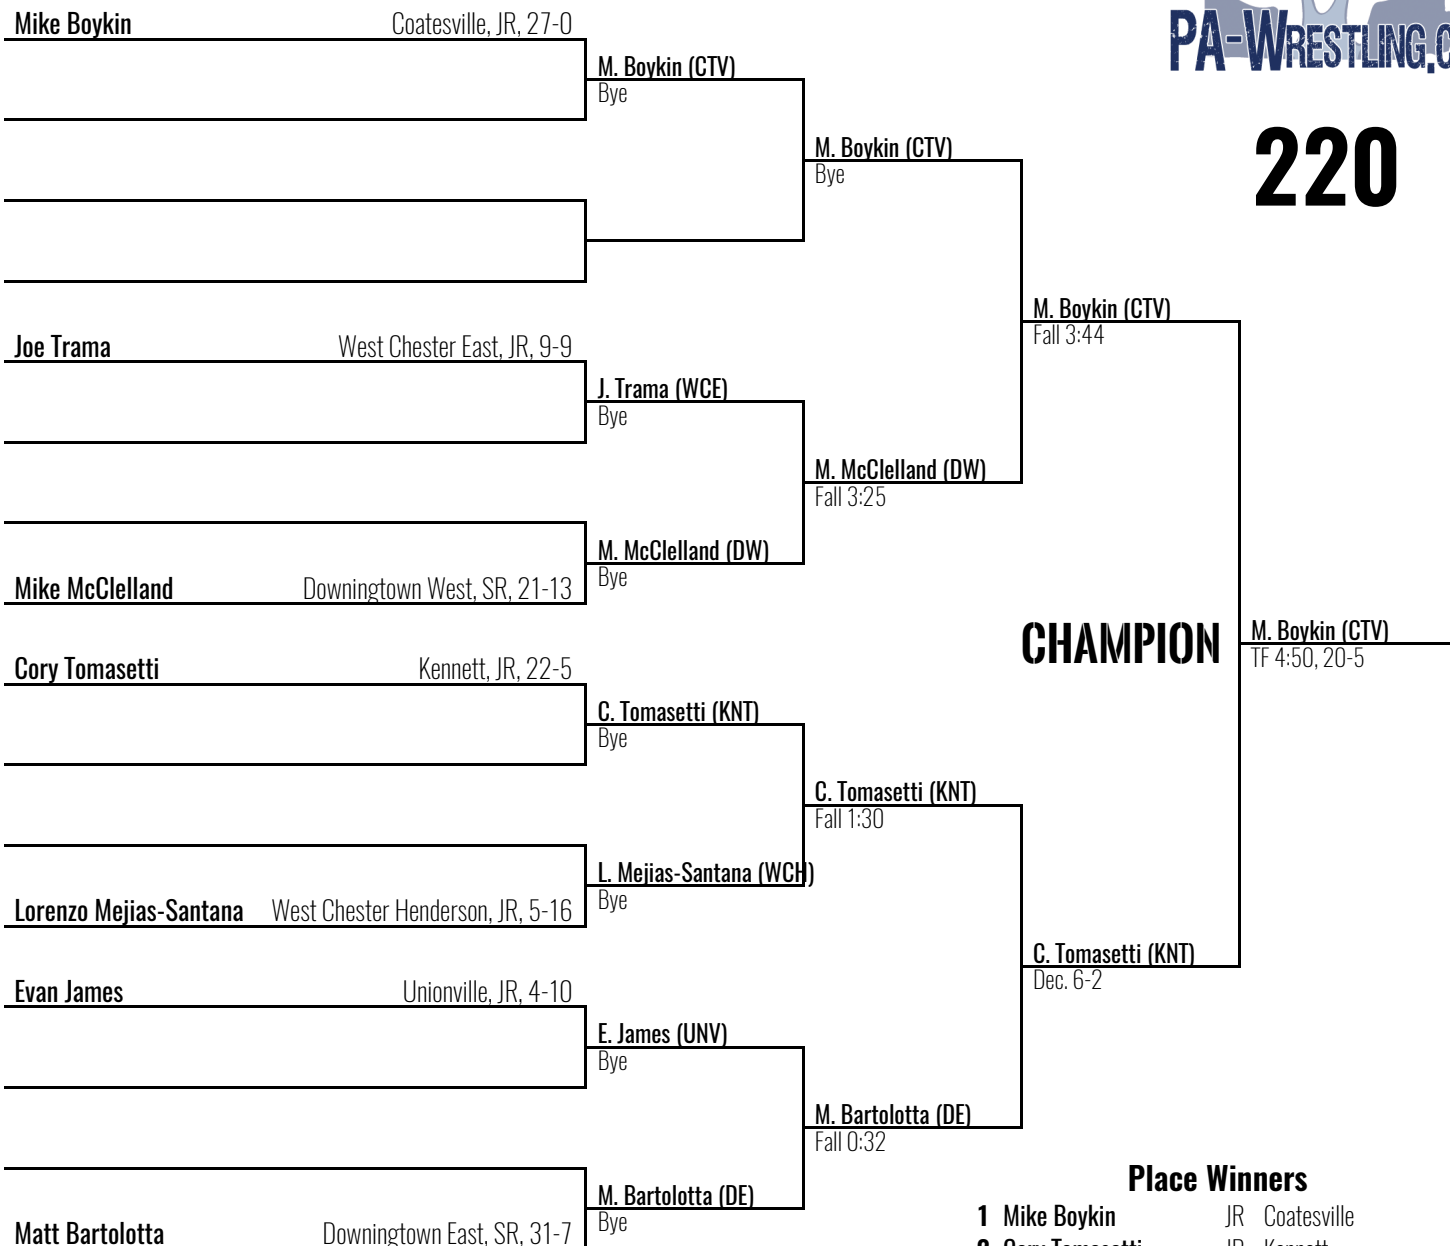 Mike Boykin Coatesville, JR, 27-0
M. Boykin (CTV)
Bye
PA-WRESTLING.C
M. Boykin (CTV)
Bye
220
M. Boykin (CTV)
Fall 3:44
Joe Trama West Chester East, JR, 9-9
J. Trama (WCE)
Bye
M. McClelland (DW)
Fall 3:25
M. McClelland (DW)
Bye
Mike McClelland Downingtown West, SR, 21-13
CHAMPION
M. Boykin (CTV)
TF 4:50, 20-5
Cory Tomasetti Kennett, JR, 22-5
C. Tomasetti (KNT)
Bye
C. Tomasetti (KNT)
Fall 1:30
L. Mejias-Santana (WCH)
Bye
Lorenzo Mejias-Santana West Chester Henderson, JR, 5-16
C. Tomasetti (KNT)
Dec. 6-2
Evan James Unionville, JR, 4-10
E. James (UNV)
Bye
M. Bartolotta (DE)
Fall 0:32
M. Bartolotta (DE)
Bye
Matt Bartolotta Downingtown East, SR, 31-7
Place Winners
1 Mike Boykin JR Coatesville
2 Cory Tomasetti JR Kennett